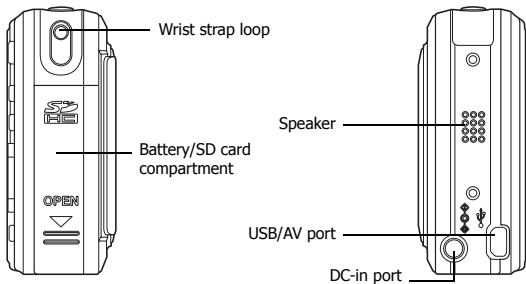 Wrist strap loop
SD
HC
Battery/SD card
compartment
OPEN
Speaker
USB/AV port
DC-in port